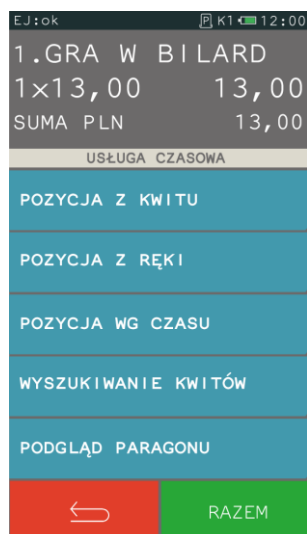 EJ:ok P K1 12:00
1.GRA W BILARD
1×13,00 13,00
SUMA PLN 13,00
USŁUGA CZASOWA
POZYCJA Z KWITU
POZYCJA Z RĘKI
POZYCJA WG CZASU
WYSZUKIWANIE KWITÓW
PODGLĄD PARAGONU
RAZEM